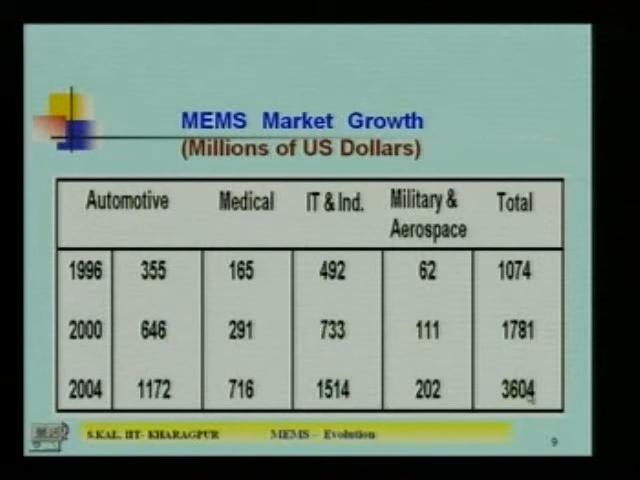 MEMS Market Growth
(Millions of US Dollars)
Automotive Medical IT & Ind. Military & Aerospace Total
1996 355 165 492 62 1074
2000 646 291 733 111 1781
2004 1172 716 1514 202 3604
S.KAL, IIT- KHARAGPUR MEMS – Evolution 9